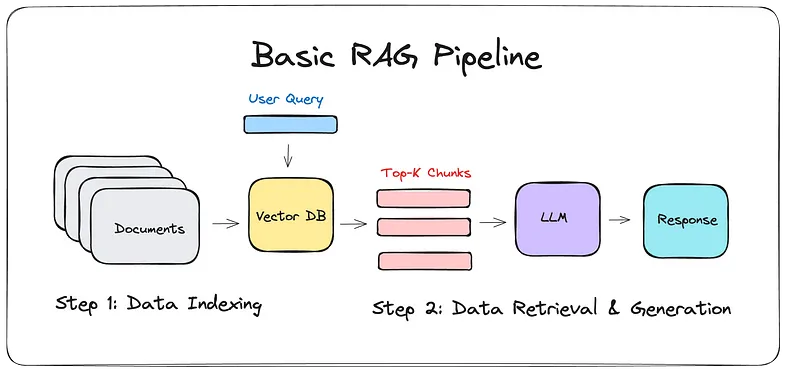 Basic RAG Pipeline
User Query
Top-K Chunks
Documents
Vector DB
LLM
Response
Step 1: Data Indexing
Step 2: Data Retrieval & Generation